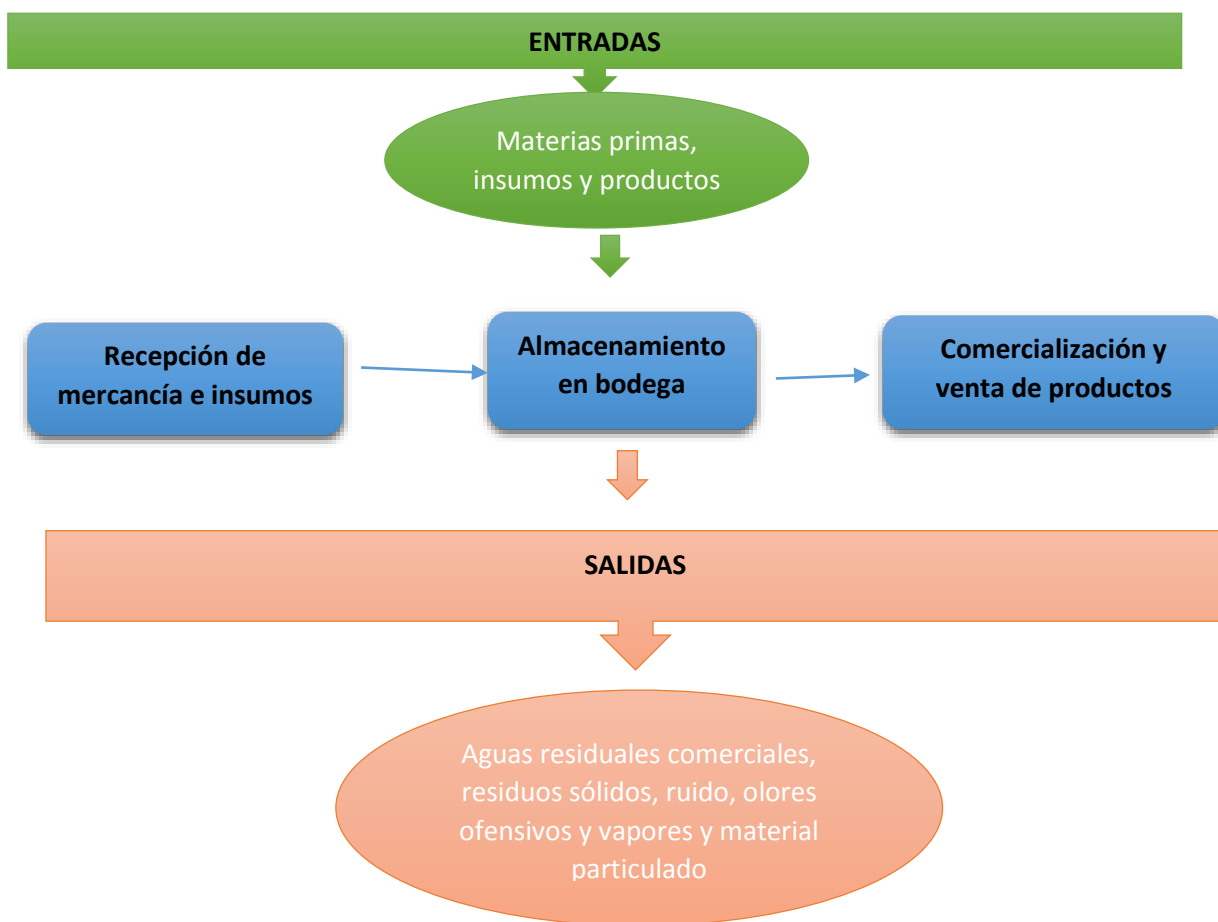 ENTRADAS
Materias primas,
insumos y productos
Recepción de
mercancía e insumos
Almacenamiento
en bodega
Comercialización y
venta de productos
SALIDAS
Aguas residuales comerciales,
residuos sólidos, ruido, olores
ofensivos y vapores y material
particulado